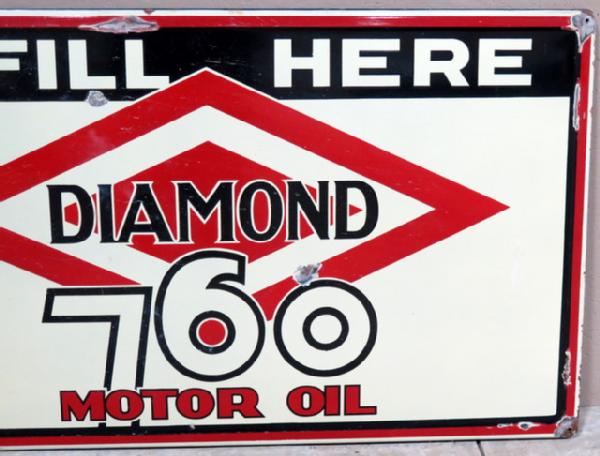 FILL HERE
DIAMOND
760
MOTOR OIL